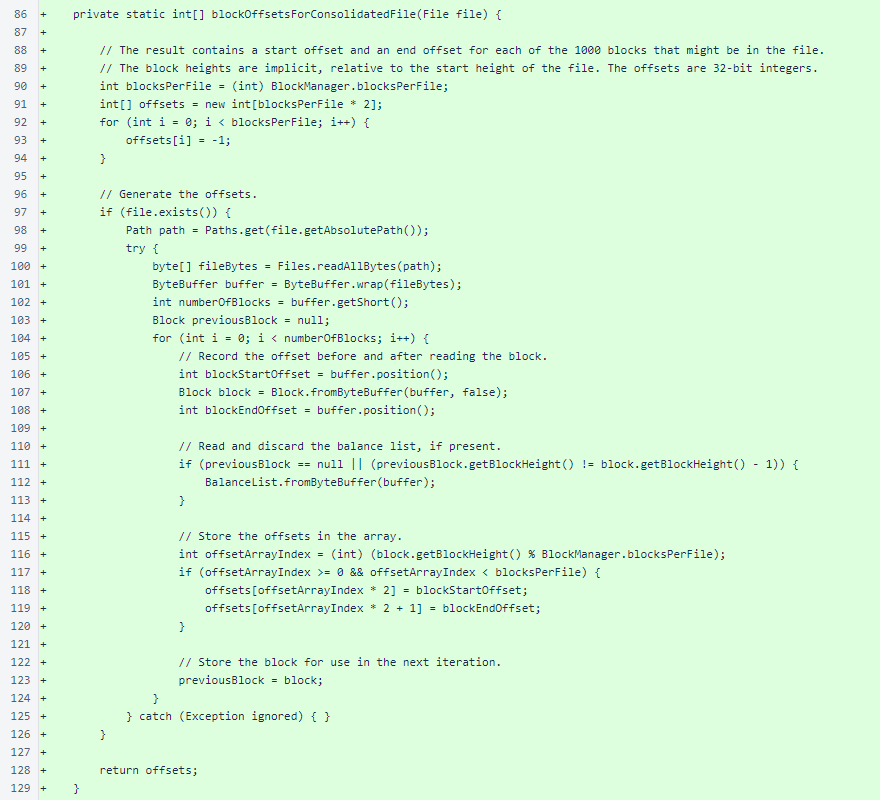 86 + private static int[] blockOffsetsForConsolidatedFile(File file) {
87 +
88 + // The result contains a start offset and an end offset for each of the 1000 blocks that might be in the file.
89 + // The block heights are implicit, relative to the start height of the file. The offsets are 32-bit integers.
90 + int blocksPerFile = (int) BlockManager.blocksPerFile;
91 + int[] offsets = new int[blocksPerFile * 2];
92 + for (int i = 0; i < blocksPerFile; i++) {
93 + offsets[i] = -1;
94 + }
95 +
96 + // Generate the offsets.
97 + if (file.exists()) {
98 + Path path = Paths.get(file.getAbsolutePath());
99 + try {
100 + byte[] fileBytes = Files.readAllBytes(path);
101 + ByteBuffer buffer = ByteBuffer.wrap(fileBytes);
102 + int numberOfBlocks = buffer.getShort();
103 + Block previousBlock = null;
104 + for (int i = 0; i < numberOfBlocks; i++) {
105 + // Record the offset before and after reading the block.
106 + int blockStartOffset = buffer.position();
107 + Block block = Block.fromByteBuffer(buffer, false);
108 + int blockEndOffset = buffer.position();
109 +
110 + // Read and discard the balance list, if present.
111 + if (previousBlock == null || (previousBlock.getBlockHeight() != block.getBlockHeight() - 1)) {
112 + BalanceList.fromByteBuffer(buffer);
113 + }
114 +
115 + // Store the offsets in the array.
116 + int offsetArrayIndex = (int) (block.getBlockHeight() % BlockManager.blocksPerFile);
117 + if (offsetArrayIndex >= 0 && offsetArrayIndex < blocksPerFile) {
118 + offsets[offsetArrayIndex * 2] = blockStartOffset;
119 + offsets[offsetArrayIndex * 2 + 1] = blockEndOffset;
120 + }
121 +
122 + // Store the block for use in the next iteration.
123 + previousBlock = block;
124 + }
125 + } catch (Exception ignored) { }
126 + }
127 +
128 + return offsets;
129 + }